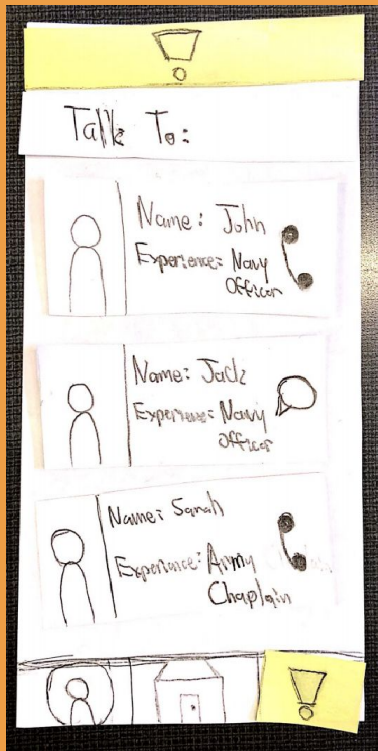 Talk To:
Name: John
Experience: Navy
Officer
Name: Jack
Experience: Navy
Officer
Name: Sarah
Experience: Army
Chaplain